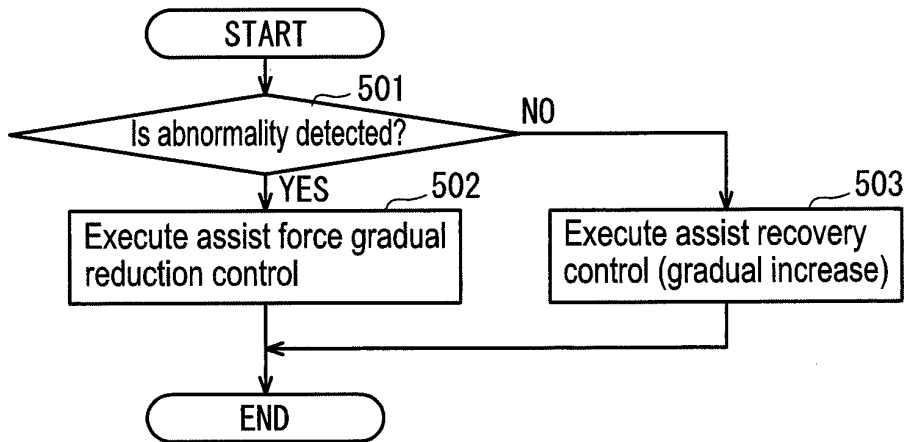 START
501
Is abnormality detected?
NO
YES
502
503
Execute assist force gradual
reduction control
Execute assist recovery
control (gradual increase)
END